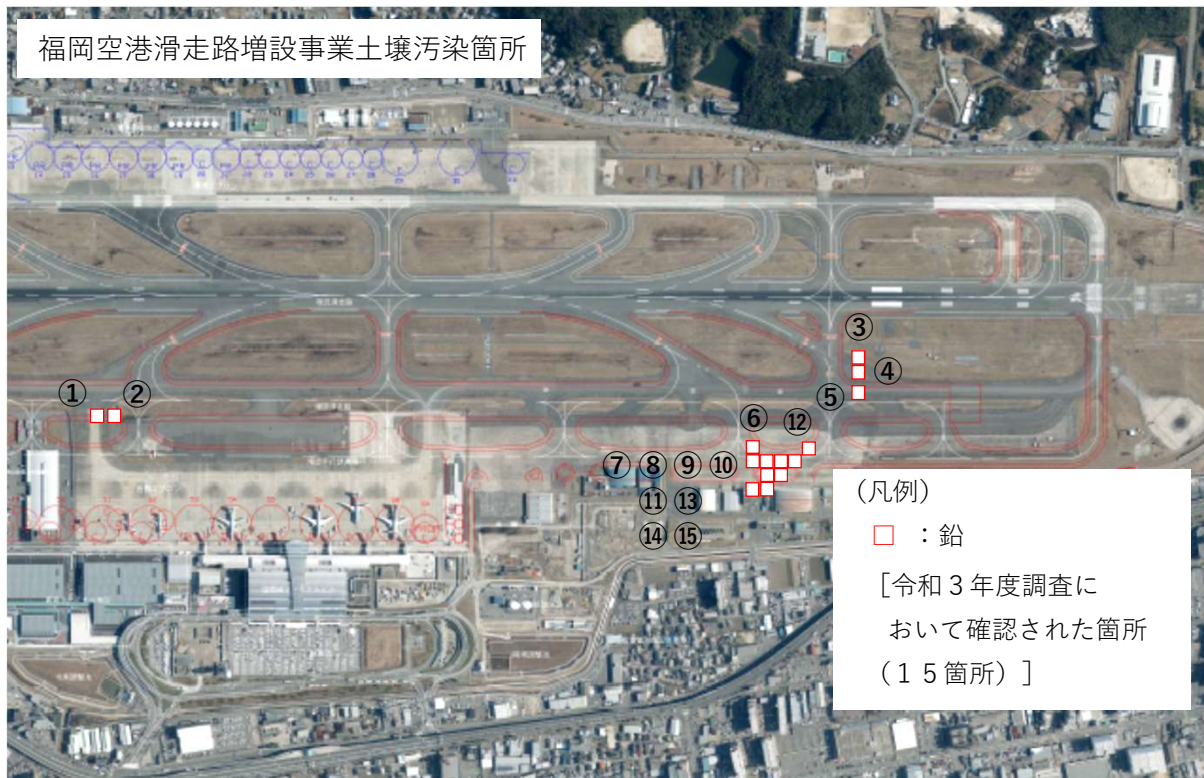 福岡空港滑走路増設事業土壌汚染箇所
③
④
① ②
⑤
⑥ ⑫
⑦ ⑧ ⑨ ⑩
⑪ ⑬
⑭ ⑮
(凡例)
□ :鉛
[令和3年度調査に
おいて確認された箇所
(15箇所)]